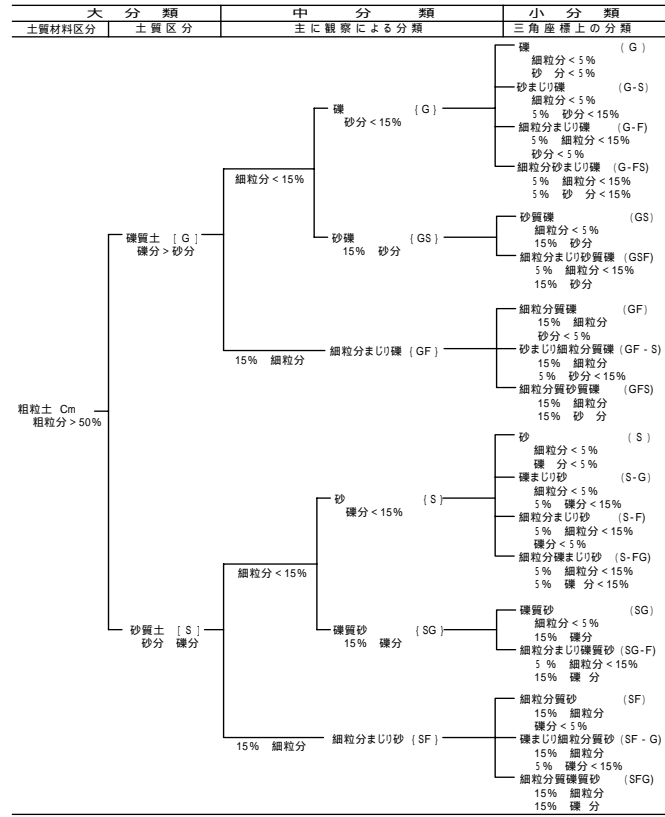 大分類 中分類 小分類
土質材料区分 土質区分 主に観察による分類 三角座標上の分類
粗粒土 Cm
粗粒分>50%
礫質土 [G]
礫分>砂分
細粒分<15%
礫 {G}
砂分<15%
礫 (G)
細粒分<5%
砂 分<5%
砂まじり礫 (G-S)
細粒分<5%
5% 砂分<15%
細粒分まじり礫 (G-F)
5% 細粒分<15%
砂分<5%
細粒分砂まじり礫 (G-FS)
5% 細粒分<15%
5% 砂 分<15%
砂礫 {GS}
15% 砂分
砂質礫 (GS)
細粒分<5%
15% 砂分
細粒分まじり砂質礫 (GSF)
5% 細粒分<15%
15% 砂分
15% 細粒分
細粒分まじり礫 {GF}
細粒分質礫 (GF)
15% 細粒分
砂分<5%
砂まじり細粒分質礫 (GF-S)
15% 細粒分
5% 砂分<15%
細粒分質砂質礫 (GFS)
15% 細粒分
15% 砂 分
砂質土 [S]
砂分 礫分
細粒分<15%
砂 {S}
礫分<15%
砂 (S)
細粒分<5%
礫 分<5%
礫まじり砂 (S-G)
細粒分<5%
5% 礫分<15%
細粒分まじり砂 (S-F)
5% 細粒分<15%
礫分<5%
細粒分礫まじり砂 (S-FG)
5% 細粒分<15%
5% 礫 分<15%
礫質砂 {SG}
15% 礫分
礫質砂 (SG)
細粒分<5%
15% 礫分
細粒分まじり礫質砂 (SG-F)
5 % 細粒分<15%
15% 礫 分
15% 細粒分
細粒分まじり砂 {SF}
細粒分質砂 (SF)
15% 細粒分
礫分<5%
礫まじり細粒分質砂 (SF-G)
15% 細粒分
5% 礫分<15%
細粒分質礫質砂 (SFG)
15% 細粒分
15% 礫 分